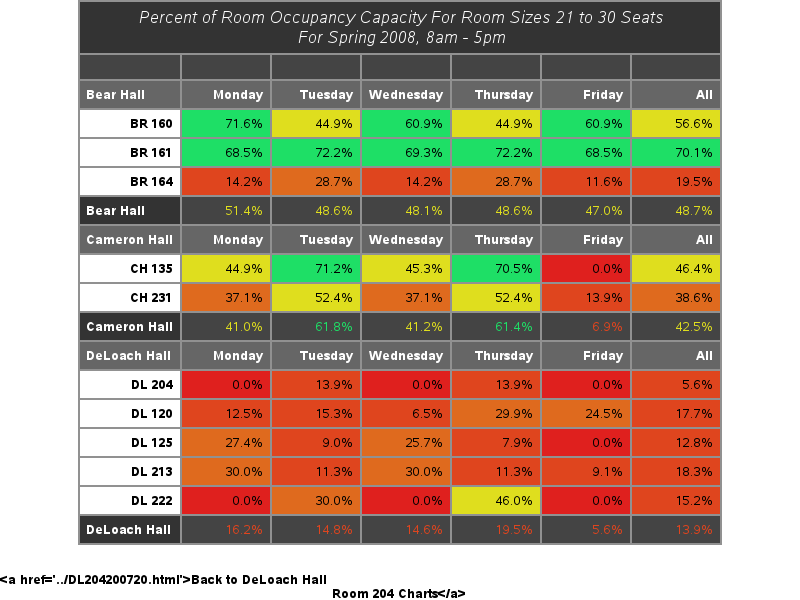 Percent of Room Occupancy Capacity For Room Sizes 21 to 30 Seats
For Spring 2008, 8am - 5pm
Bear Hall Monday Tuesday Wednesday Thursday Friday All
BR 160 71.6% 44.9% 60.9% 44.9% 60.9% 56.6%
BR 161 68.5% 72.2% 69.3% 72.2% 68.5% 70.1%
BR 164 14.2% 28.7% 14.2% 28.7% 11.6% 19.5%
Bear Hall 51.4% 48.6% 48.1% 48.6% 47.0% 48.7%
Cameron Hall Monday Tuesday Wednesday Thursday Friday All
CH 135 44.9% 71.2% 45.3% 70.5% 0.0% 46.4%
CH 231 37.1% 52.4% 37.1% 52.4% 13.9% 38.6%
Cameron Hall 41.0% 61.8% 41.2% 61.4% 6.9% 42.5%
DeLoach Hall Monday Tuesday Wednesday Thursday Friday All
DL 204 0.0% 13.9% 0.0% 13.9% 0.0% 5.6%
DL 120 12.5% 15.3% 6.5% 29.9% 24.5% 17.7%
DL 125 27.4% 9.0% 25.7% 7.9% 0.0% 12.8%
DL 213 30.0% 11.3% 30.0% 11.3% 9.1% 18.3%
DL 222 0.0% 30.0% 0.0% 46.0% 0.0% 15.2%
DeLoach Hall 16.2% 14.8% 14.6% 19.5% 5.6% 13.9%
<a href='../DL204200720.html'>Back to DeLoach Hall
Room 204 Charts</a>